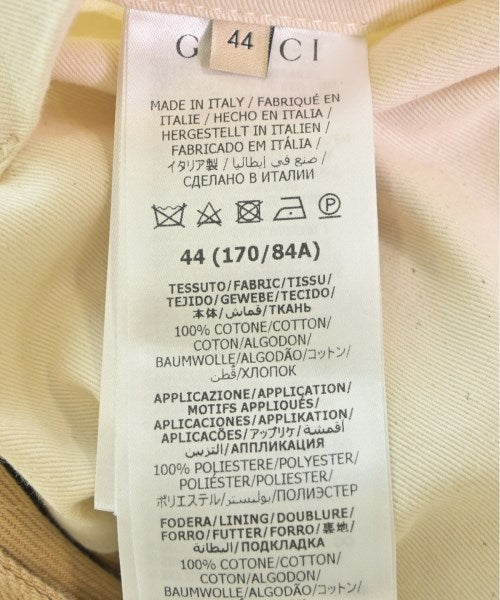 G CI
44
MADE IN ITALY / FABRIQUÉ EN
ITALIE / HECHO EN ITALIA /
HERGESTELLT IN ITALIEN /
FABRICADO EM ITÁLIA /
イタリア製 / صنع في إيطاليا /
СДЕЛАНО В ИТАЛИИ
P
44 (170/84A)
TESSUTO/FABRIC/TISSU/
TEJIDO/GEWEBE/TECIDO/
本体/قماش/ТКАНЬ
100% COTONE/COTTON/
COTON/ALGODON/
BAUMWOLLE/ALGODÃO/コットン/
قُطن/ХЛОПОК
APPLICAZIONE/APPLICATION/
MOTIFS APPLIQUÉS/
APLICACIONES/APPLIKATION/
APLICAÇÕES/アップリケ/أقمشة
التزيين/АППЛИКАЦИЯ
100% POLIESTERE/POLYESTER/
POLIÉSTER/POLIESTER/
ポリエステル/بوليستر/ПОЛИЭСТЕР
FODERA/LINING/DOUBLURE/
FORRO/FUTTER/FORRO/裏地/
البطانة/ПОДКЛАДКА
100% COTONE/COTTON/
COTON/ALGODON/
BAUMWOLLE/ALGODÃO/コットン/